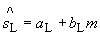 ŝ_L = a_L + b_L m